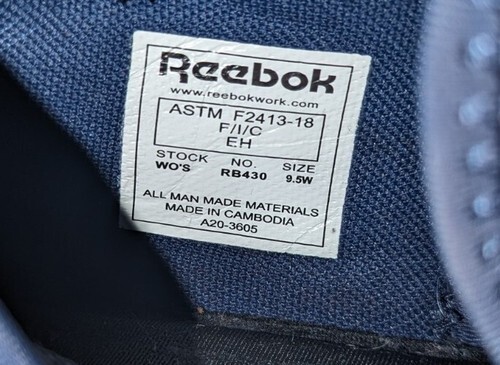 Reebok
www.reebokwork.com
ASTM F2413-18
F/I/C
EH
STOCK NO. SIZE
WO'S RB430 9.5W
ALL MAN MADE MATERIALS
MADE IN CAMBODIA
A20-3605